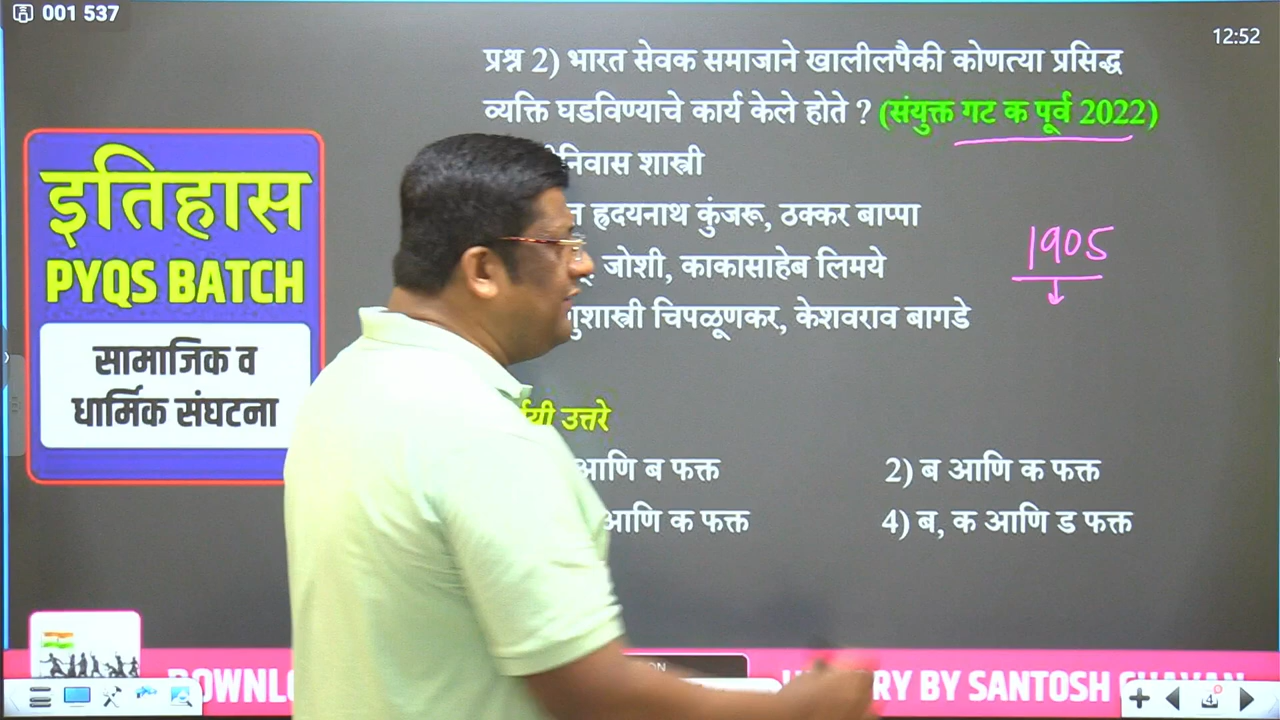 001 537
12:52
प्रश्न 2) भारत सेवक समाजाने खालीलपैकी कोणत्या प्रसिद्ध
व्यक्ति घडविण्याचे कार्य केले होते ? (संयुक्त गट क पूर्व 2022)
शास्त्री
ह्रदयनाथ कुंजरू, ठक्कर बाप्पा
जोशी, काकासाहेब लिमये
चिपळूणकर, केशवराव बागडे
1905
उत्तरे
आणि ब फक्त
2) ब आणि क फक्त
आणि क फक्त
4) ब, क आणि ड फक्त
इतिहास
PYQS BATCH
सामाजिक व
धार्मिक संघटना
BY SANTOSH
4